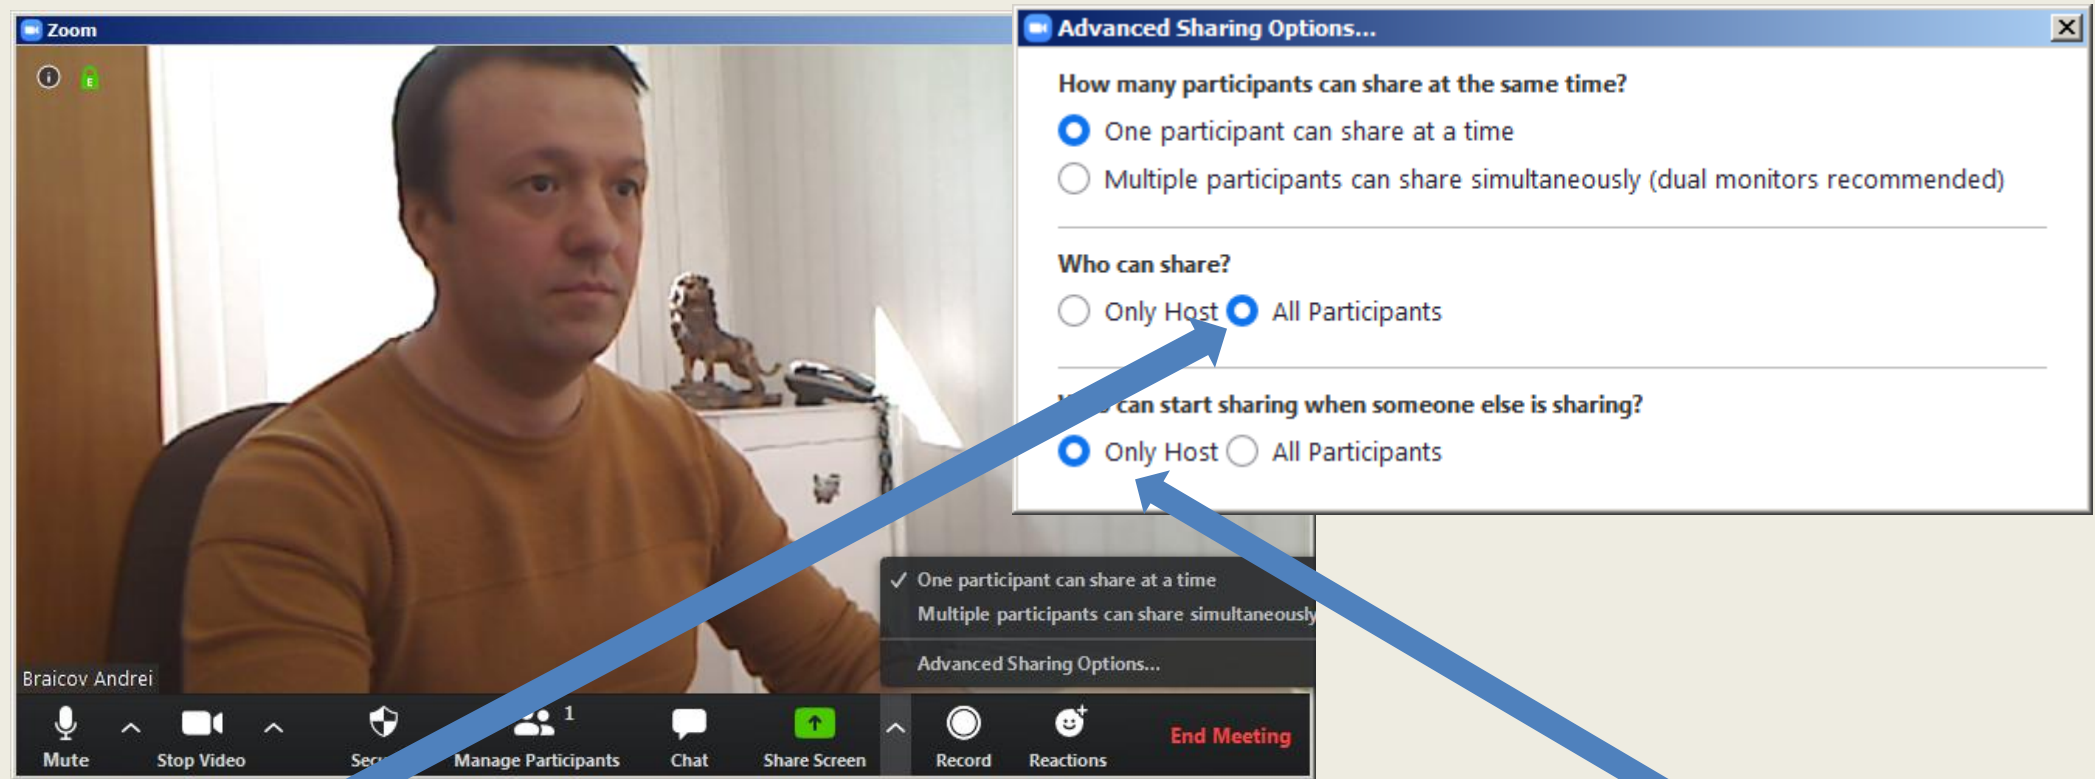 Zoom
E
Braicov Andrei
✓ One participant can share at a time
Multiple participants can share simultaneously
Advanced Sharing Options...
Mute
Stop Video
Manage Participants
1
Chat
Share Screen
Record
Reactions
End Meeting
Advanced Sharing Options...
How many participants can share at the same time?
One participant can share at a time
Multiple participants can share simultaneously (dual monitors recommended)
Who can share?
Only Host All Participants
can start sharing when someone else is sharing?
Only Host All Participants